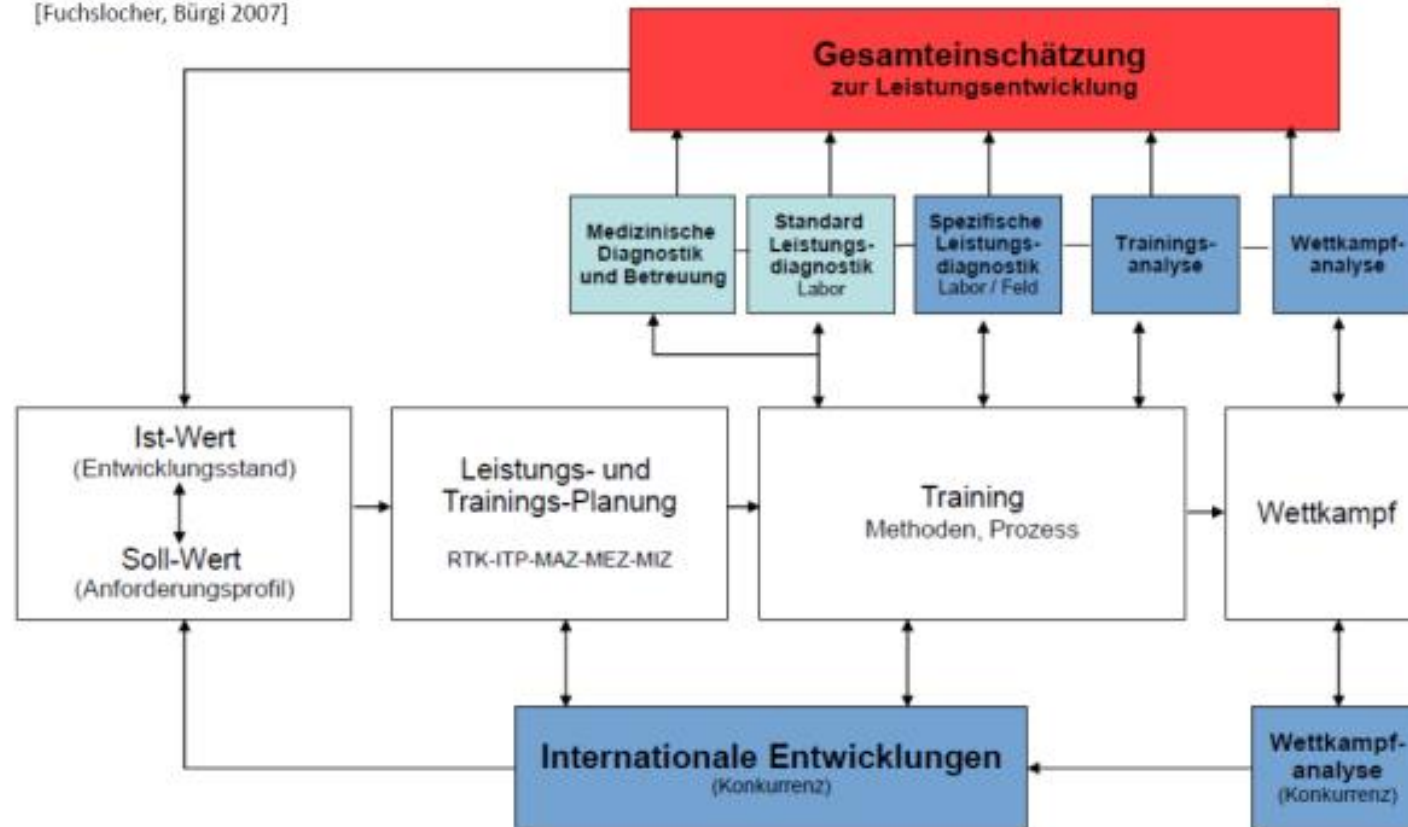 [Fuchslocher, Bürgi 2007]
Gesamteinschätzung
zur Leistungsentwicklung
Medizinische
Diagnostik
und Betreuung
Standard
Leistungs-
diagnostik
Labor
Spezifische
Leistungs-
diagnostik
Labor / Feld
Trainings-
analyse
Wettkampf-
analyse
Ist-Wert
(Entwicklungsstand)
Soll-Wert
(Anforderungsprofil)
Leistungs- und
Trainings-Planung
RTK-ITP-MAZ-MEZ-MIZ
Training
Methoden, Prozess
Wettkampf
Internationale Entwicklungen
(Konkurrenz)
Wettkampf-
analyse
(Konkurrenz)